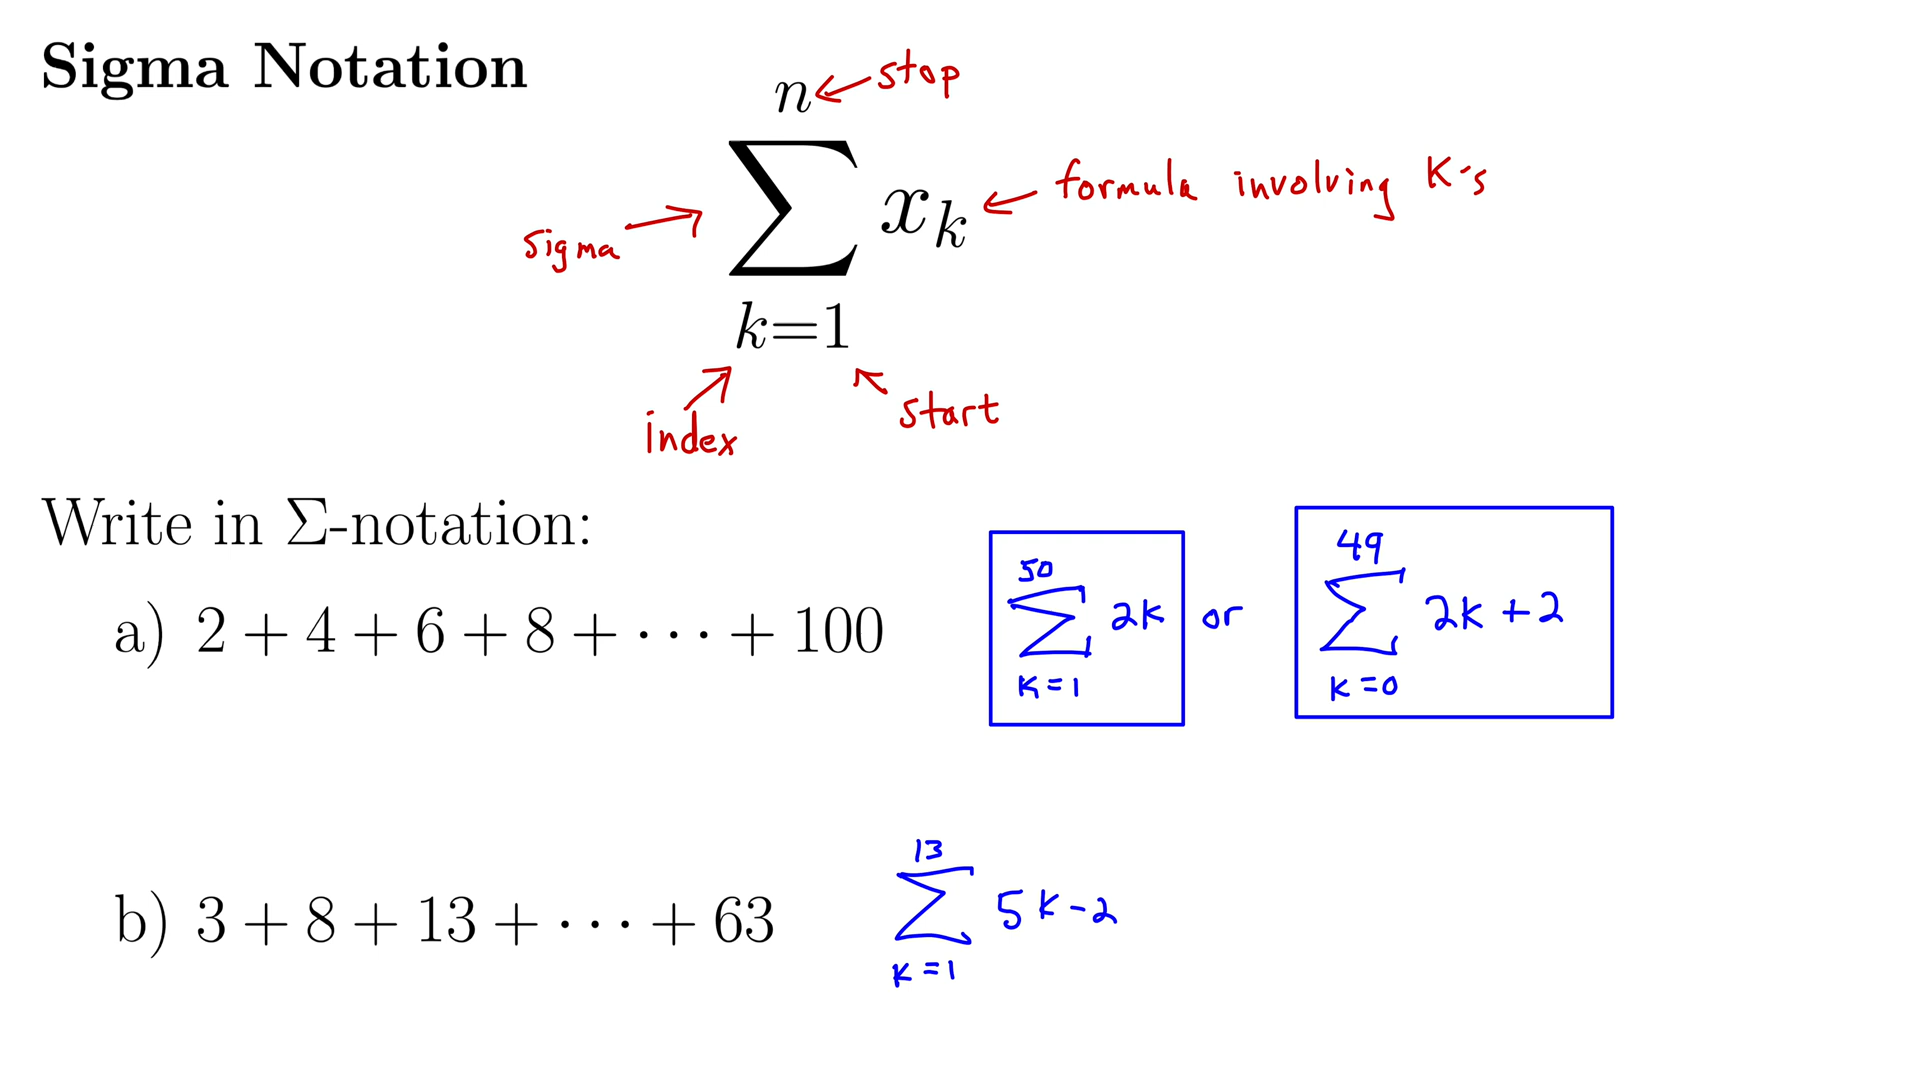 Sigma Notation
n ← stop
sigma → ∑ x_k ← formula involving K's
k=1
index
start
Write in Σ-notation:
a) 2 + 4 + 6 + 8 + ··· + 100
50
∑ 2k or
k=1
49
∑ 2k + 2
k=0
b) 3 + 8 + 13 + ··· + 63
13
∑ 5k-2
k=1